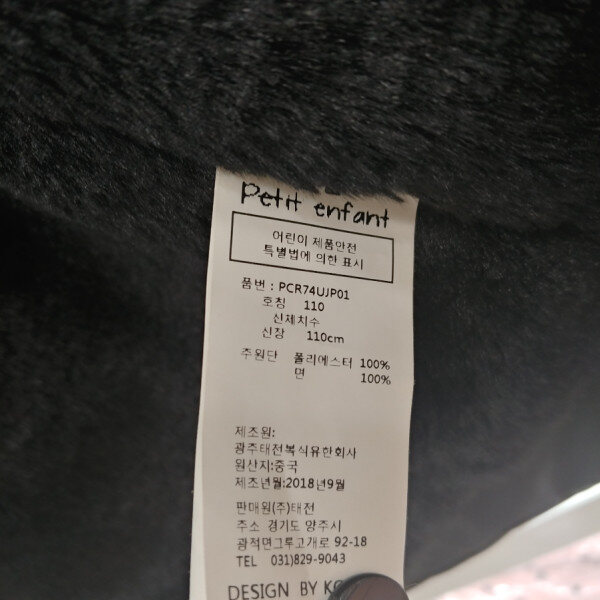 Petit enfant
어린이 제품안전
특별법에 의한 표시
품번 : PCR74UJP01
호칭 110
신체치수
신장 110cm
주원단 폴리에스터 100%
면 100%
제조원:
광주태전복식유한회사
원산지:중국
제조년월:2018년9월
판매원(주)태전
주소 경기도 양주시
광적면그루고개로 92-18
TEL 031)829-9043
DESIGN BY